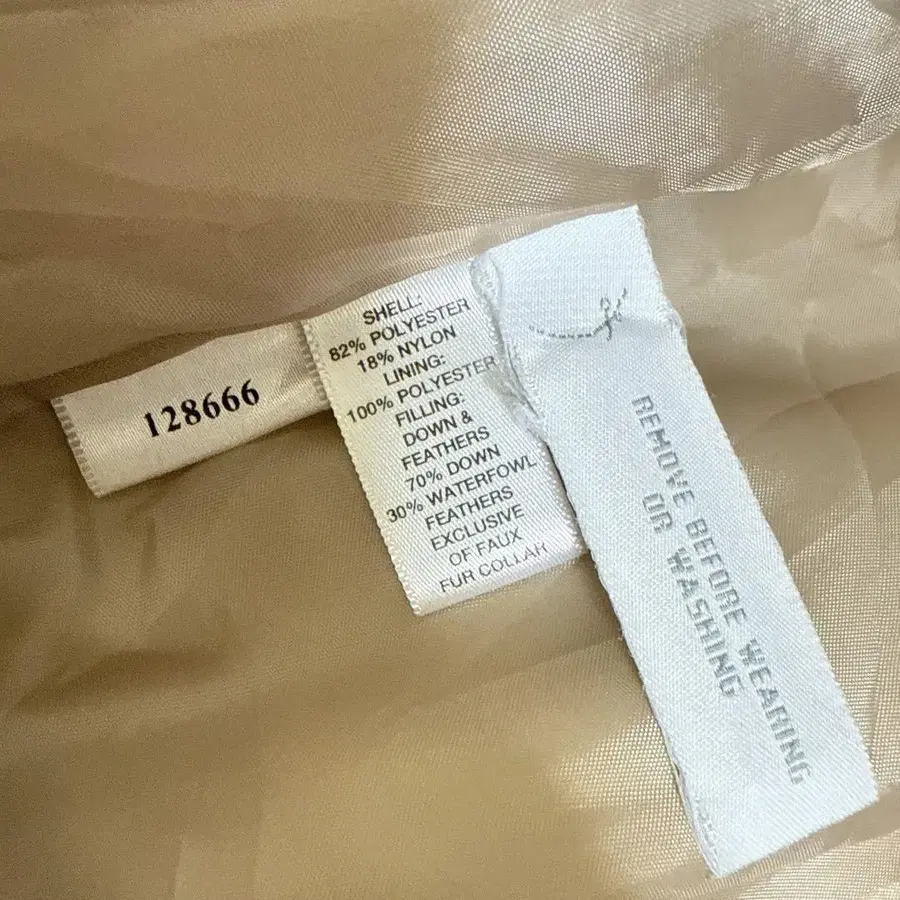 128666
SHELL:
82% POLYESTER
18% NYLON
LINING:
100% POLYESTER
FILLING:
DOWN &
FEATHERS
70% DOWN
30% WATERFOWL
FEATHERS
EXCLUSIVE
OF FAUX
FUR COLLAR
REMOVE BEFORE WEARING
OR WASHING